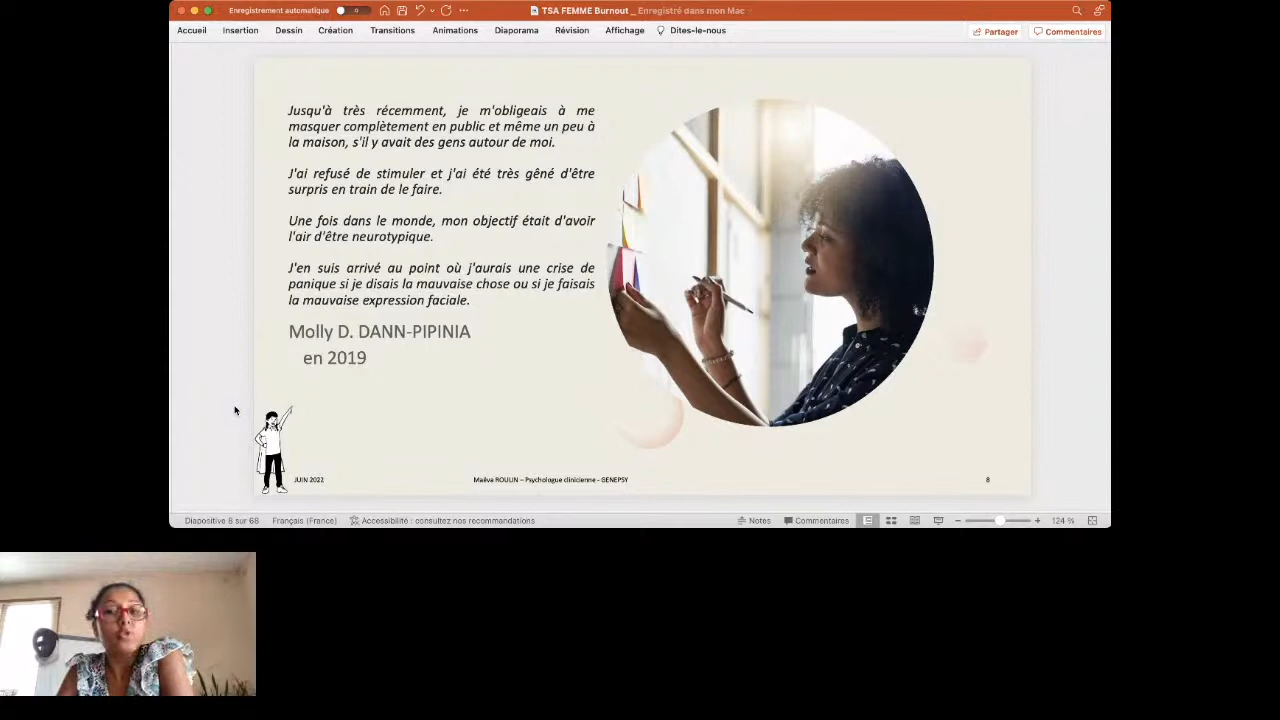 Enregistrement automatique
TSA FEMME Burnout _ Enregistré dans mon Mac
Accueil Insertion Dessin Création Transitions Animations Diaporama Révision Affichage Dites-le-nous Partager Commentaires
Jusqu'à très récemment, je m'obligeais à me
masquer complètement en public et même un peu à
la maison, s'il y avait des gens autour de moi.
J'ai refusé de stimuler et j'ai été très gêné d'être
surpris en train de le faire.
Une fois dans le monde, mon objectif était d'avoir
l'air d'être neurotypique.
J'en suis arrivé au point où j'aurais une crise de
panique si je disais la mauvaise chose ou si je faisais
la mauvaise expression faciale.
Molly D. DANN-PIPINIA
en 2019
JUIN 2022 Maëva ROULIN – Psychologue clinicienne - GENEPSY 8
Diapositive 8 sur 68 Français (France) Accessibilité : consultez nos recommandations Notes Commentaires 124 %